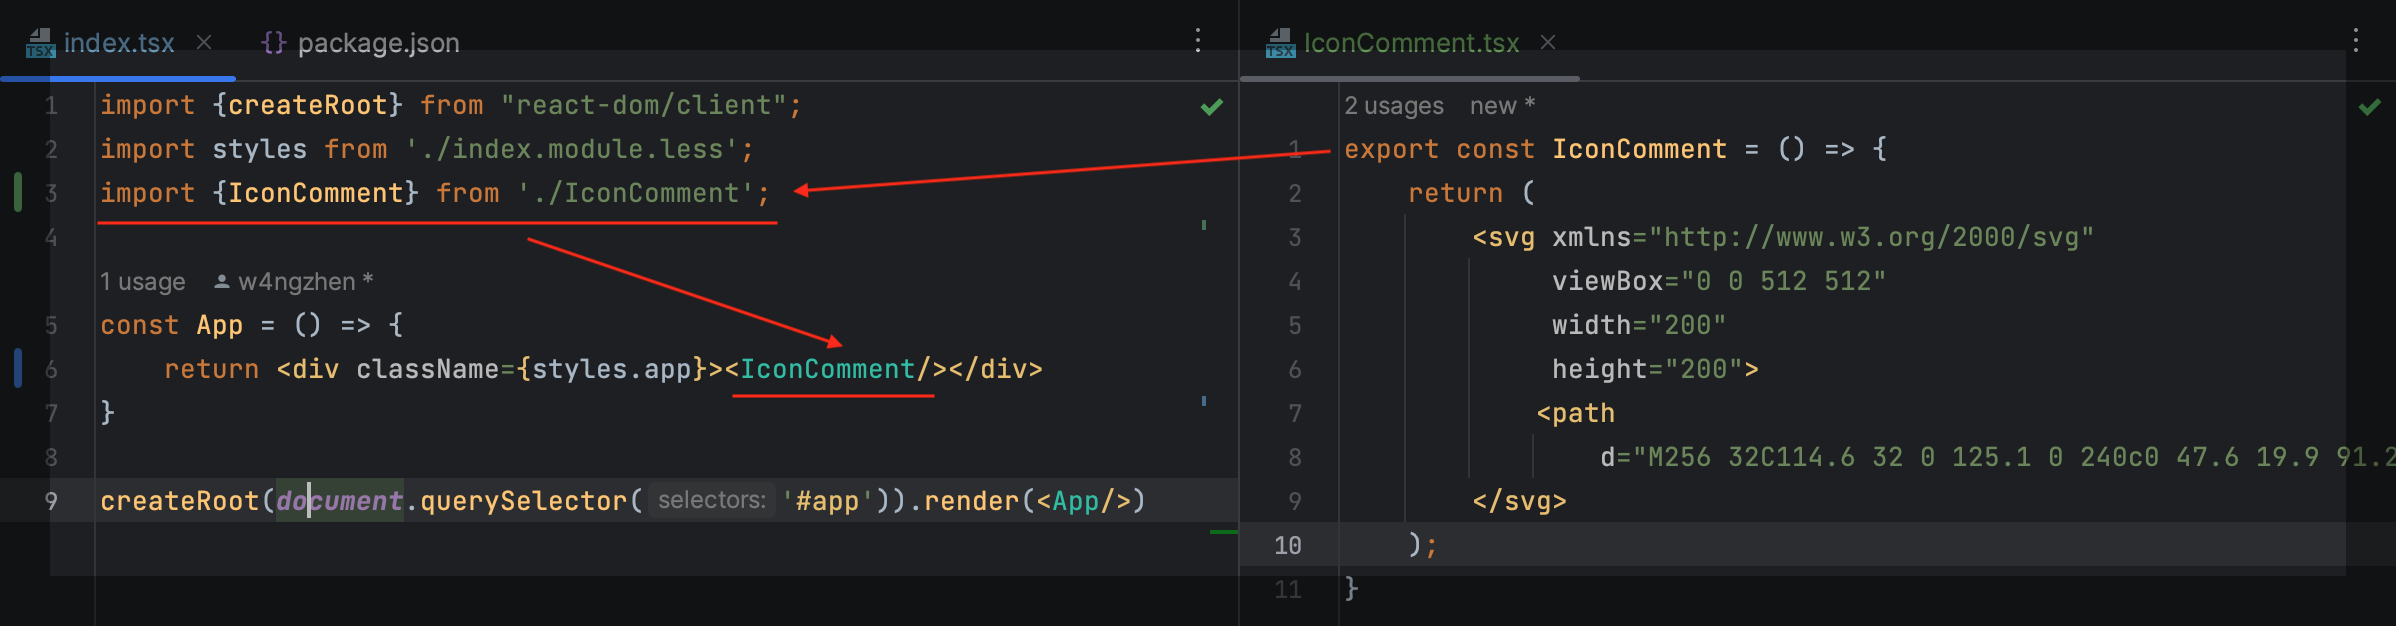 index.tsx
package.json
1 import {createRoot} from "react-dom/client";
2 import styles from './index.module.less';
3 import {IconComment} from './IconComment';
4
1 usage w4ngzhen *
5 const App = () => {
6 return <div className={styles.app}><IconComment/></div>
7 }
8
9 createRoot(document.querySelector( selectors: '#app')).render(<App/>)
IconComment.tsx
2 usages new *
1 export const IconComment = () => {
2 return (
3 <svg xmlns="http://www.w3.org/2000/svg"
4 viewBox="0 0 512 512"
5 width="200"
6 height="200">
7 <path
8 d="M256 32C114.6 32 0 125.1 0 240c0 47.6 19.9 91.2
9 </svg>
10 );
11 }